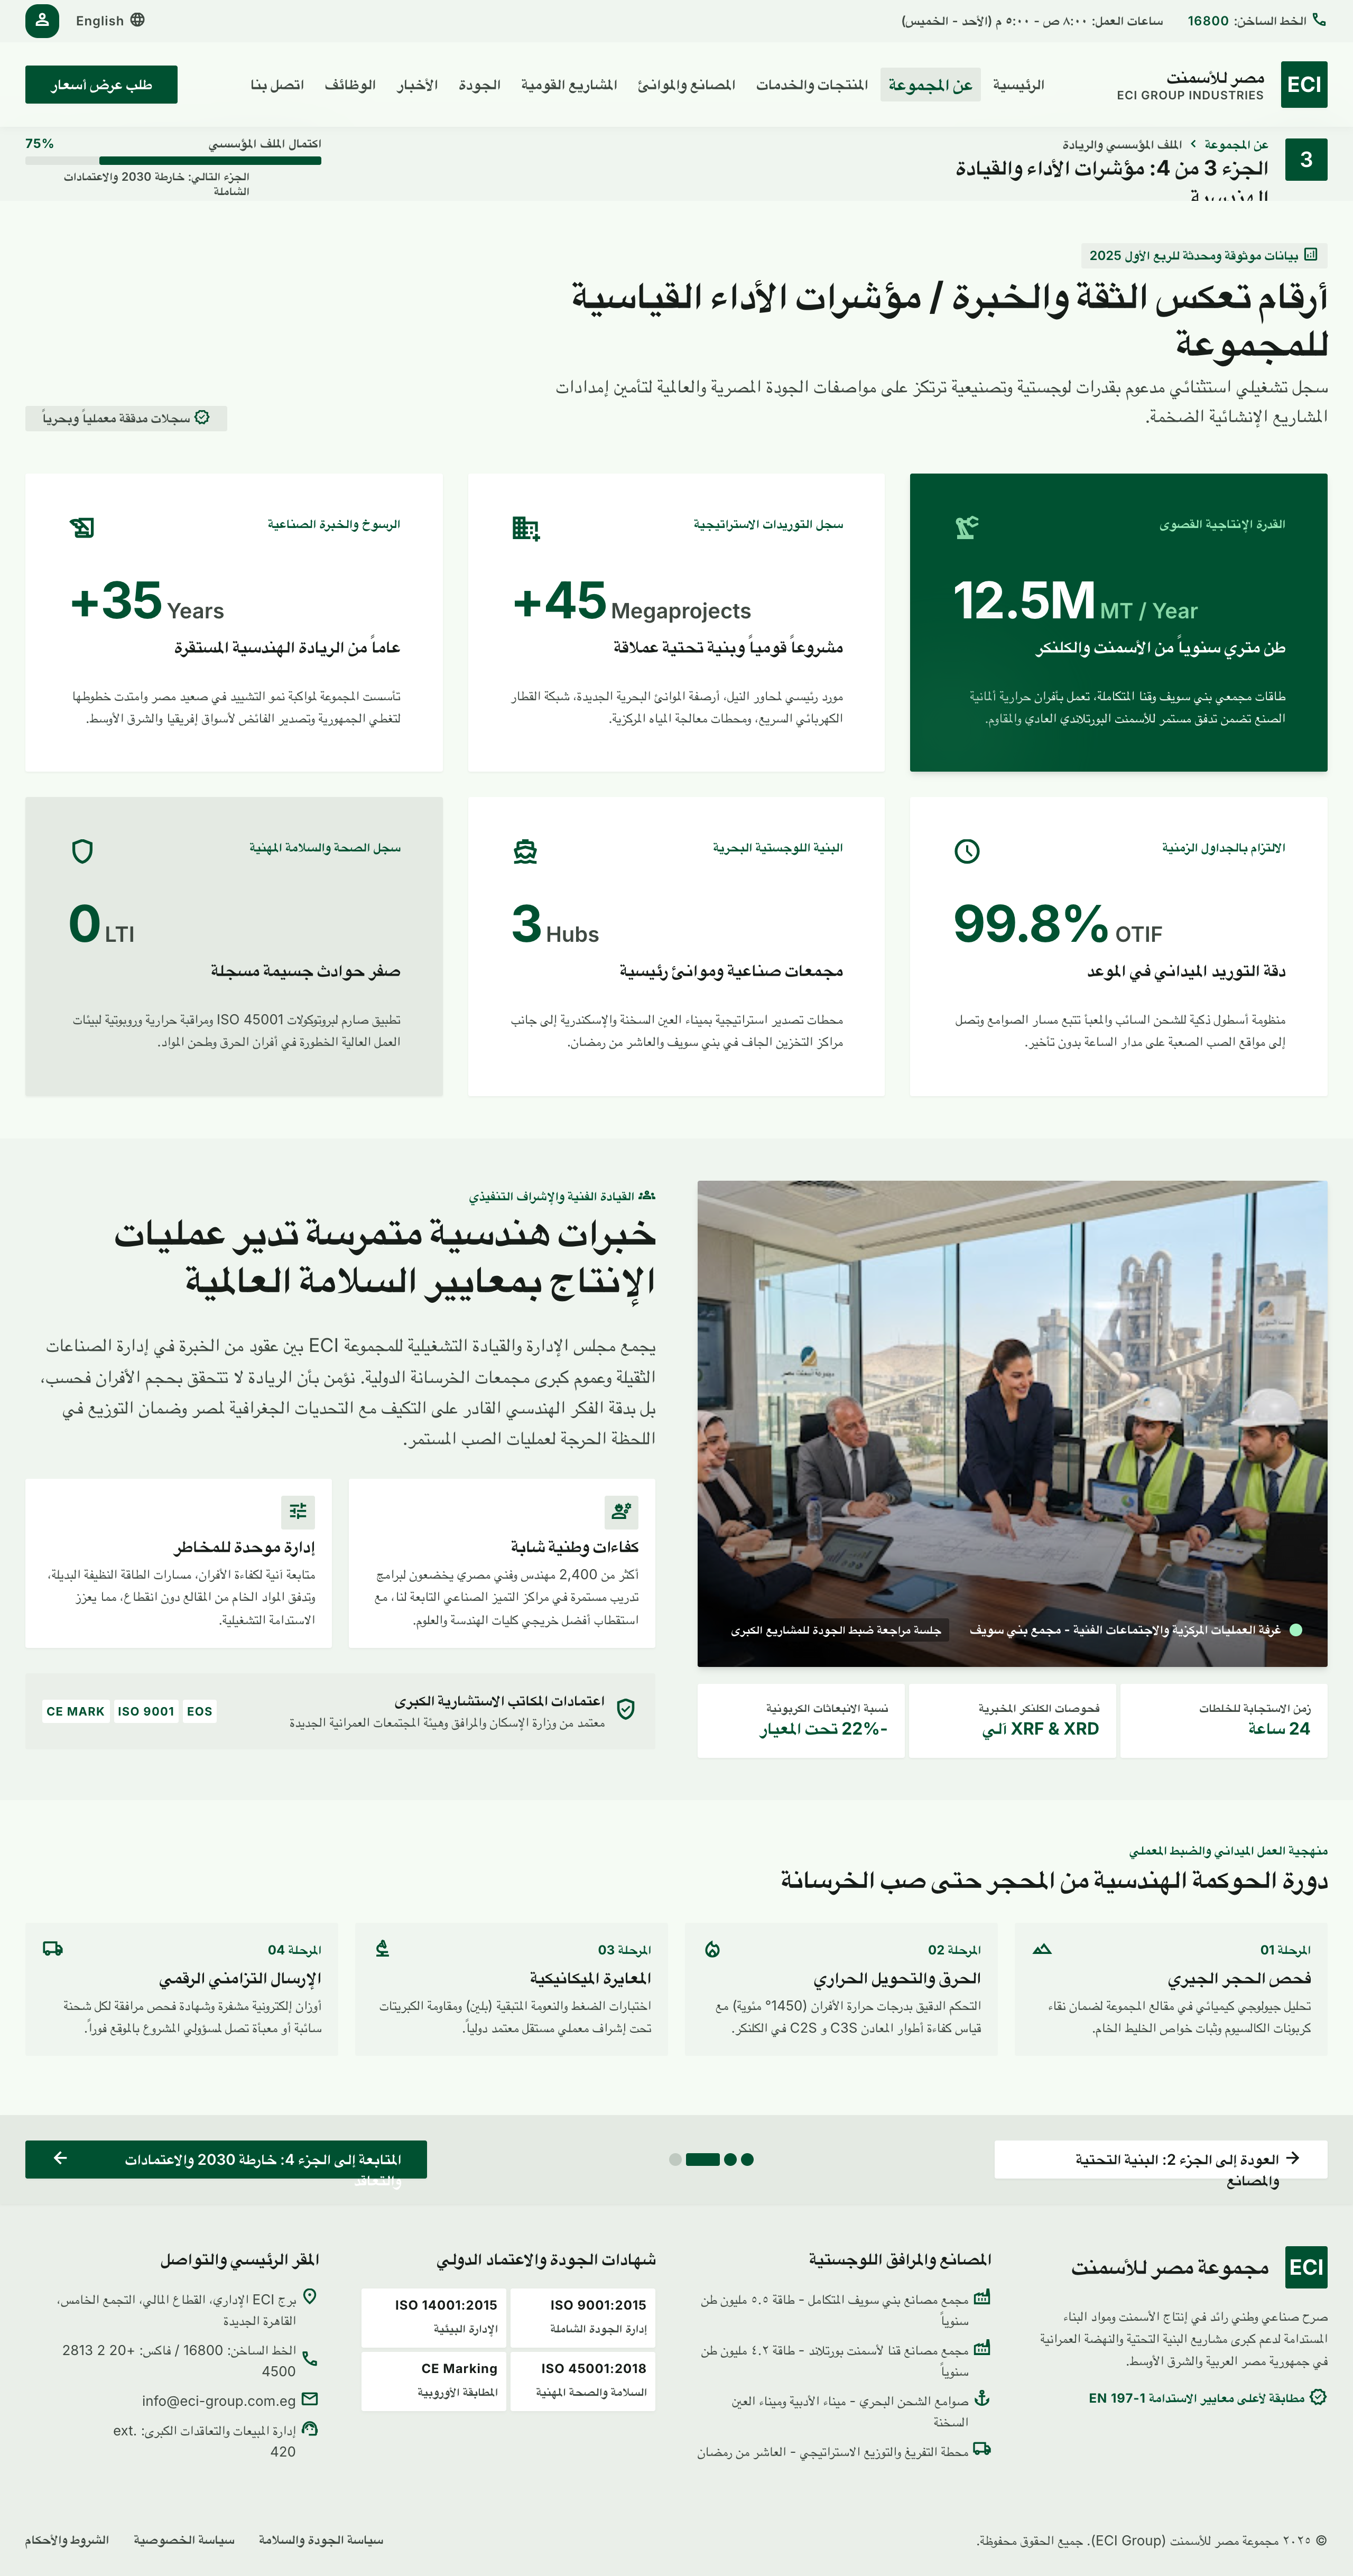 الخط الساخن: 16800
ساعات العمل: ٨:٠٠ ص - ٥:٠٠ م (الأحد - الخميس)
English
ECI
مصر للأسمنت
ECI GROUP INDUSTRIES
الرئيسية
عن المجموعة
المنتجات والخدمات
المصانع والموانئ
المشاريع القومية
الجودة
الأخبار
الوظائف
اتصل بنا
طلب عرض أسعار
3
عن المجموعة
الملف المؤسسي والريادة
الجزء 3 من 4: مؤشرات الأداء والقيادة
الهندسية
اكتمال الملف المؤسسي
75%
الجزء التالي: خارطة 2030 والاعتمادات
الشاملة
بيانات موثوقة ومحدثة للربع الأول 2025
أرقام تعكس الثقة والخبرة / مؤشرات الأداء القياسية
للمجموعة
سجل تشغيلي استثنائي مدعوم بقدرات لوجستية وتصنيعية ترتكز على مواصفات الجودة المصرية والعالمية لتأمين إمدادات
المشاريع الإنشائية الضخمة.
سجلات مدققة معملياً وبحرياً
القدرة الإنتاجية القصوى
12.5M MT / Year
طن متري سنوياً من الأسمنت والكلنكر
طاقات مجمعي بني سويف وقنا المتكاملة، تعمل بأفران حرارية ألمانية
الصنع تضمن تدفق مستمر للأسمنت البورتلاندي العادي والمقاوم.
سجل التوريدات الاستراتيجية
+45 Megaprojects
مشروعاً قومياً وبنية تحتية عملاقة
مورد رئيسي لمحاور النيل، أرصفة الموانئ البحرية الجديدة، شبكة القطار
الكهربائي السريع، ومحطات معالجة المياه المركزية.
الرسوخ والخبرة الصناعية
+35 Years
عاماً من الريادة الهندسية المستقرة
تأسست المجموعة لمواكبة نمو التشييد في صعيد مصر وامتدت خطوطها
لتغطي الجمهورية وتصدير الفائض لأسواق إفريقيا والشرق الأوسط.
الالتزام بالجداول الزمنية
99.8% OTIF
دقة التوريد الميداني في الموعد
منظومة أسطول ذكية للشحن السائب والمعبأ تتبع مسار الصوامع وتصل
إلى مواقع الصب الصعبة على مدار الساعة بدون تأخير.
البنية اللوجستية البحرية
3 Hubs
مجمعات صناعية وموانئ رئيسية
محطات تصدير استراتيجية بميناء العين السخنة والإسكندرية إلى جانب
مراكز التخزين الجاف في بني سويف والعاشر من رمضان.
سجل الصحة والسلامة المهنية
0 LTI
صفر حوادث جسيمة مسجلة
تطبيق صارم لبروتوكولات ISO 45001 ومراقبة حرارية وروبوتية لبيئات
العمل العالية الخطورة في أفران الحرق وطحن المواد.
غرفة العمليات المركزية والاجتماعات الفنية - مجمع بني سويف
جلسة مراجعة ضبط الجودة للمشاريع الكبرى
زمن الاستجابة للخلطات
24 ساعة
فحوصات الكلنكر المخبرية
XRF & XRD آلي
نسبة الانبعاثات الكربونية
-22% تحت المعيار
القيادة الفنية والإشراف التنفيذي
خبرات هندسية متمرسة تدير عمليات
الإنتاج بمعايير السلامة العالمية
يجمع مجلس الإدارة والقيادة التشغيلية للمجموعة ECI بين عقود من الخبرة في إدارة الصناعات
الثقيلة وعموم كبرى مجمعات الخرسانة الدولية. نؤمن بأن الريادة لا تتحقق بحجم الأفران فحسب،
بل بدقة الفكر الهندسي القادر على التكيف مع التحديات الجغرافية لمصر وضمان التوزيع في
اللحظة الحرجة لعمليات الصب المستمر.
كفاءات وطنية شابة
أكثر من 2,400 مهندس وفني مصري يخضعون لبرامج
تدريب مستمرة في مراكز التميز الصناعي التابعة لنا، مع
استقطاب أفضل خريجي كليات الهندسة والعلوم.
إدارة موحدة للمخاطر
متابعة آنية لكفاءة الأفران، مسارات الطاقة النظيفة البديلة،
وتدفق المواد الخام من المقالع دون انقطاع، مما يعزز
الاستدامة التشغيلية.
اعتمادات المكاتب الاستشارية الكبرى
معتمد من وزارة الإسكان والمرافق وهيئة المجتمعات العمرانية الجديدة
EOS
ISO 9001
CE MARK
منهجية العمل الميداني والضبط المعملي
دورة الحوكمة الهندسية من المحجر حتى صب الخرسانة
المرحلة 01
فحص الحجر الجيري
تحليل جيولوجي كيميائي في مقالع المجموعة لضمان نقاء
كربونات الكالسيوم وثبات خواص الخليط الخام.
المرحلة 02
الحرق والتحويل الحراري
التحكم الدقيق بدرجات حرارة الأفران (1450° مئوية) مع
قياس كفاءة أطوار المعادن C3S و C2S في الكلنكر.
المرحلة 03
المعايرة الميكانيكية
اختبارات الضغط والنعومة المتبقية (بلين) ومقاومة الكبريتات
تحت إشراف معملي مستقل معتمد دولياً.
المرحلة 04
الإرسال التزامني الرقمي
أوزان إلكترونية مشفرة وشهادة فحص مرافقة لكل شحنة
سائبة أو معبأة تصل لمسؤولي المشروع بالموقع فوراً.
العودة إلى الجزء 2: البنية التحتية
والمصانع
المتابعة إلى الجزء 4: خارطة 2030 والاعتمادات
والتعاقد
ECI
مجموعة مصر للأسمنت
صرح صناعي وطني رائد في إنتاج الأسمنت ومواد البناء
المستدامة لدعم كبرى مشاريع البنية التحتية والنهضة العمرانية
في جمهورية مصر العربية والشرق الأوسط.
مطابقة لأعلى معايير الاستدامة EN 197-1
المصانع والمرافق اللوجستية
مجمع مصانع بني سويف المتكامل - طاقة ٥.٥ مليون طن
سنوياً
مجمع مصانع قنا لأسمنت بورتلاند - طاقة ٤.٢ مليون طن
سنوياً
صوامع الشحن البحري - ميناء الأدبية وميناء العين
السخنة
محطة التفريغ والتوزيع الاستراتيجي - العاشر من رمضان
شهادات الجودة والاعتماد الدولي
ISO 9001:2015
إدارة الجودة الشاملة
ISO 14001:2015
الإدارة البيئية
ISO 45001:2018
السلامة والصحة المهنية
CE Marking
المطابقة الأوروبية
المقر الرئيسي والتواصل
برج ECI الإداري، القطاع المالي، التجمع الخامس،
القاهرة الجديدة
الخط الساخن: 16800 / فاكس: +20 2 2813
4500
info@eci-group.com.eg
إدارة المبيعات والتعاقدات الكبرى: ext.
420
© ٢٠٢٥ مجموعة مصر للأسمنت (ECI Group). جميع الحقوق محفوظة.
سياسة الجودة والسلامة
سياسة الخصوصية
الشروط والأحكام